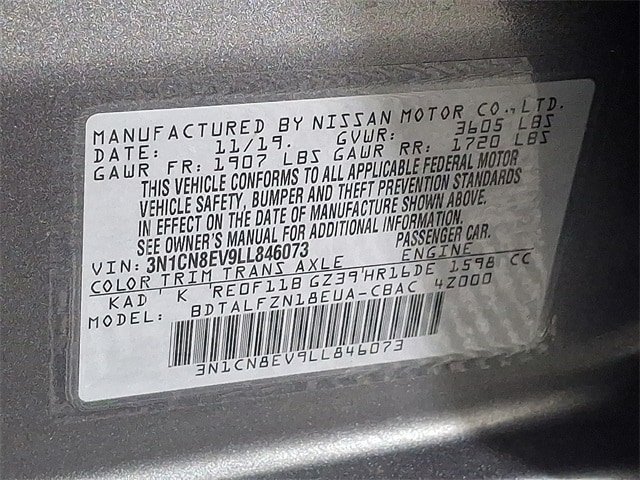 MANUFACTURED BY NISSAN MOTOR CO., LTD.
DATE: 11/19. GVWR: 3605 LBS
GAWR FR: 1907 LBS GAWR RR: 1720 LBS
THIS VEHICLE CONFORMS TO ALL APPLICABLE FEDERAL MOTOR
VEHICLE SAFETY, BUMPER AND THEFT PREVENTION STANDARDS
IN EFFECT ON THE DATE OF MANUFACTURE SHOWN ABOVE.
SEE OWNER'S MANUAL FOR ADDITIONAL INFORMATION.
VIN: 3N1CN8EV9LL846073 PASSENGER CAR.
COLOR TRIM TRANS AXLE ENGINE
KAD K RE0F11B GZ39 HR16DE 1598 CC
MODEL: BDTALFZN18EUA-CBAC 4Z000
3N1CN8EV9LL846073